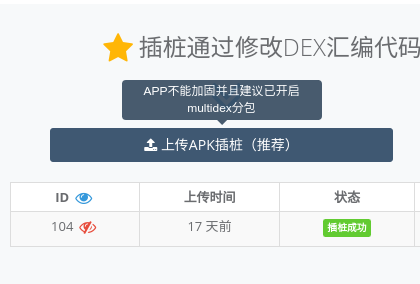 插桩通过修改DEX汇编代码
APP不能加固并且建议已开启
multidex分包
上传APK插桩（推荐）
ID 上传时间 状态
104 17 天前 插桩成功